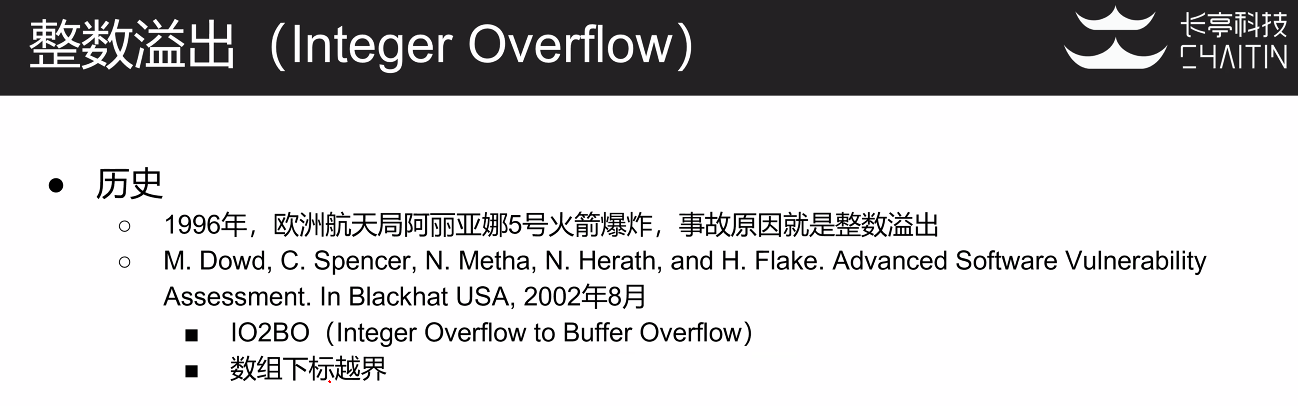 整数溢出（Integer Overflow）
长亭科技
CHAITIN
● 历史
○ 1996年，欧洲航天局阿丽亚娜5号火箭爆炸，事故原因就是整数溢出
○ M. Dowd, C. Spencer, N. Metha, N. Herath, and H. Flake. Advanced Software Vulnerability
Assessment. In Blackhat USA, 2002年8月
■ IO2BO（Integer Overflow to Buffer Overflow）
■ 数组下标越界